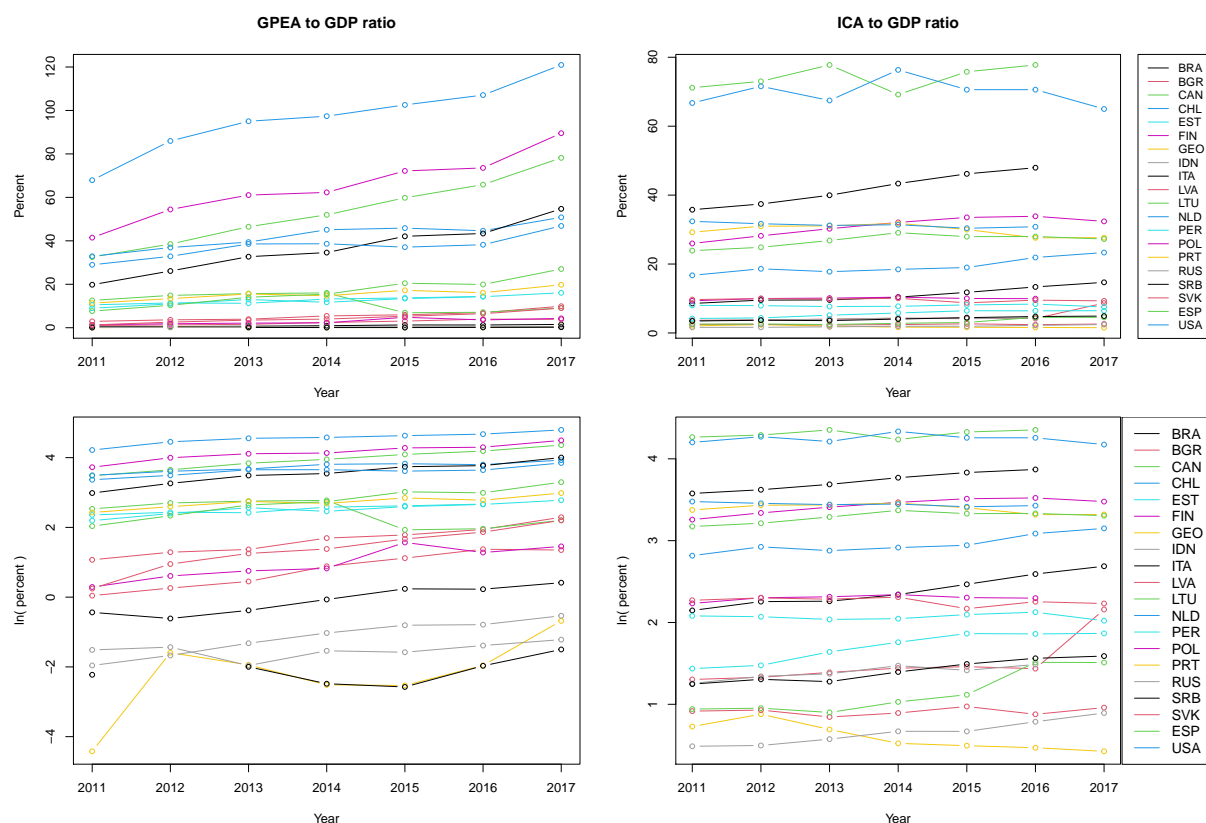 GPEA to GDP ratio
Percent
0
20
40
60
80
100
120
2011
2012
2013
2014
2015
2016
2017
Year
ICA to GDP ratio
Percent
0
20
40
60
80
2011
2012
2013
2014
2015
2016
2017
Year
BRA
BGR
CAN
CHL
EST
FIN
GEO
IDN
ITA
LVA
LTU
NLD
PER
POL
PRT
RUS
SRB
SVK
ESP
USA
ln( percent )
-4
-2
0
2
4
2011
2012
2013
2014
2015
2016
2017
Year
ln( percent )
1
2
3
4
2011
2012
2013
2014
2015
2016
2017
Year
BRA
BGR
CAN
CHL
EST
FIN
GEO
IDN
ITA
LVA
LTU
NLD
PER
POL
PRT
RUS
SRB
SVK
ESP
USA